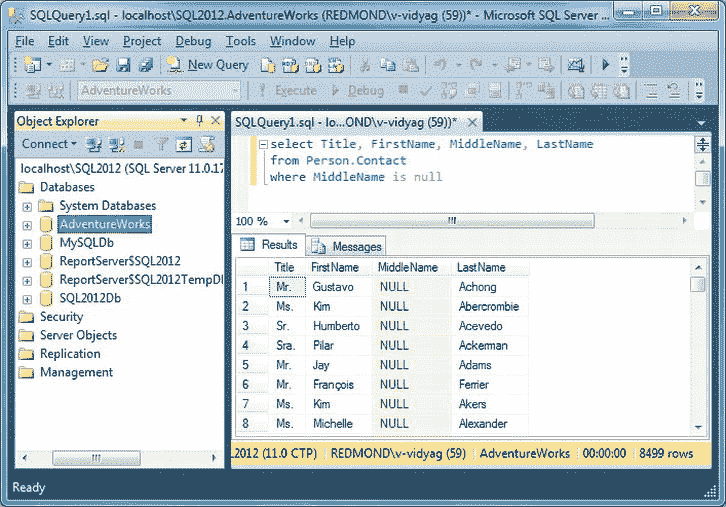 SQLQuery1.sql - localhost\SQL2012.AdventureWorks (REDMOND\v-vidyag (59))* - Microsoft SQL Server ...
File Edit View Project Debug Tools Window Help
New Query
AdventureWorks Execute Debug
Object Explorer
Connect
localhost\SQL2012 (SQL Server 11.0.17
Databases
System Databases
AdventureWorks
MySQLDb
ReportServer$SQL2012
ReportServer$SQL2012TempD
SQL2012Db
Security
Server Objects
Replication
Management
SQLQuery1.sql - lo...OND\v-vidyag (59))*
select Title, FirstName, MiddleName, LastName
from Person.Contact
where MiddleName is null
100 %
Results Messages
Title FirstName MiddleName LastName
1 Mr. Gustavo NULL Achong
2 Ms. Kim NULL Abercrombie
3 Sr. Humberto NULL Acevedo
4 Sra. Pilar NULL Ackerman
5 Mr. Jay NULL Adams
6 Mr. François NULL Ferrier
7 Ms. Kim NULL Akers
8 Ms. Michelle NULL Alexander
.2012 (11.0 CTP) REDMOND\v-vidyag (59) AdventureWorks 00:00:00 8499 rows
Ready